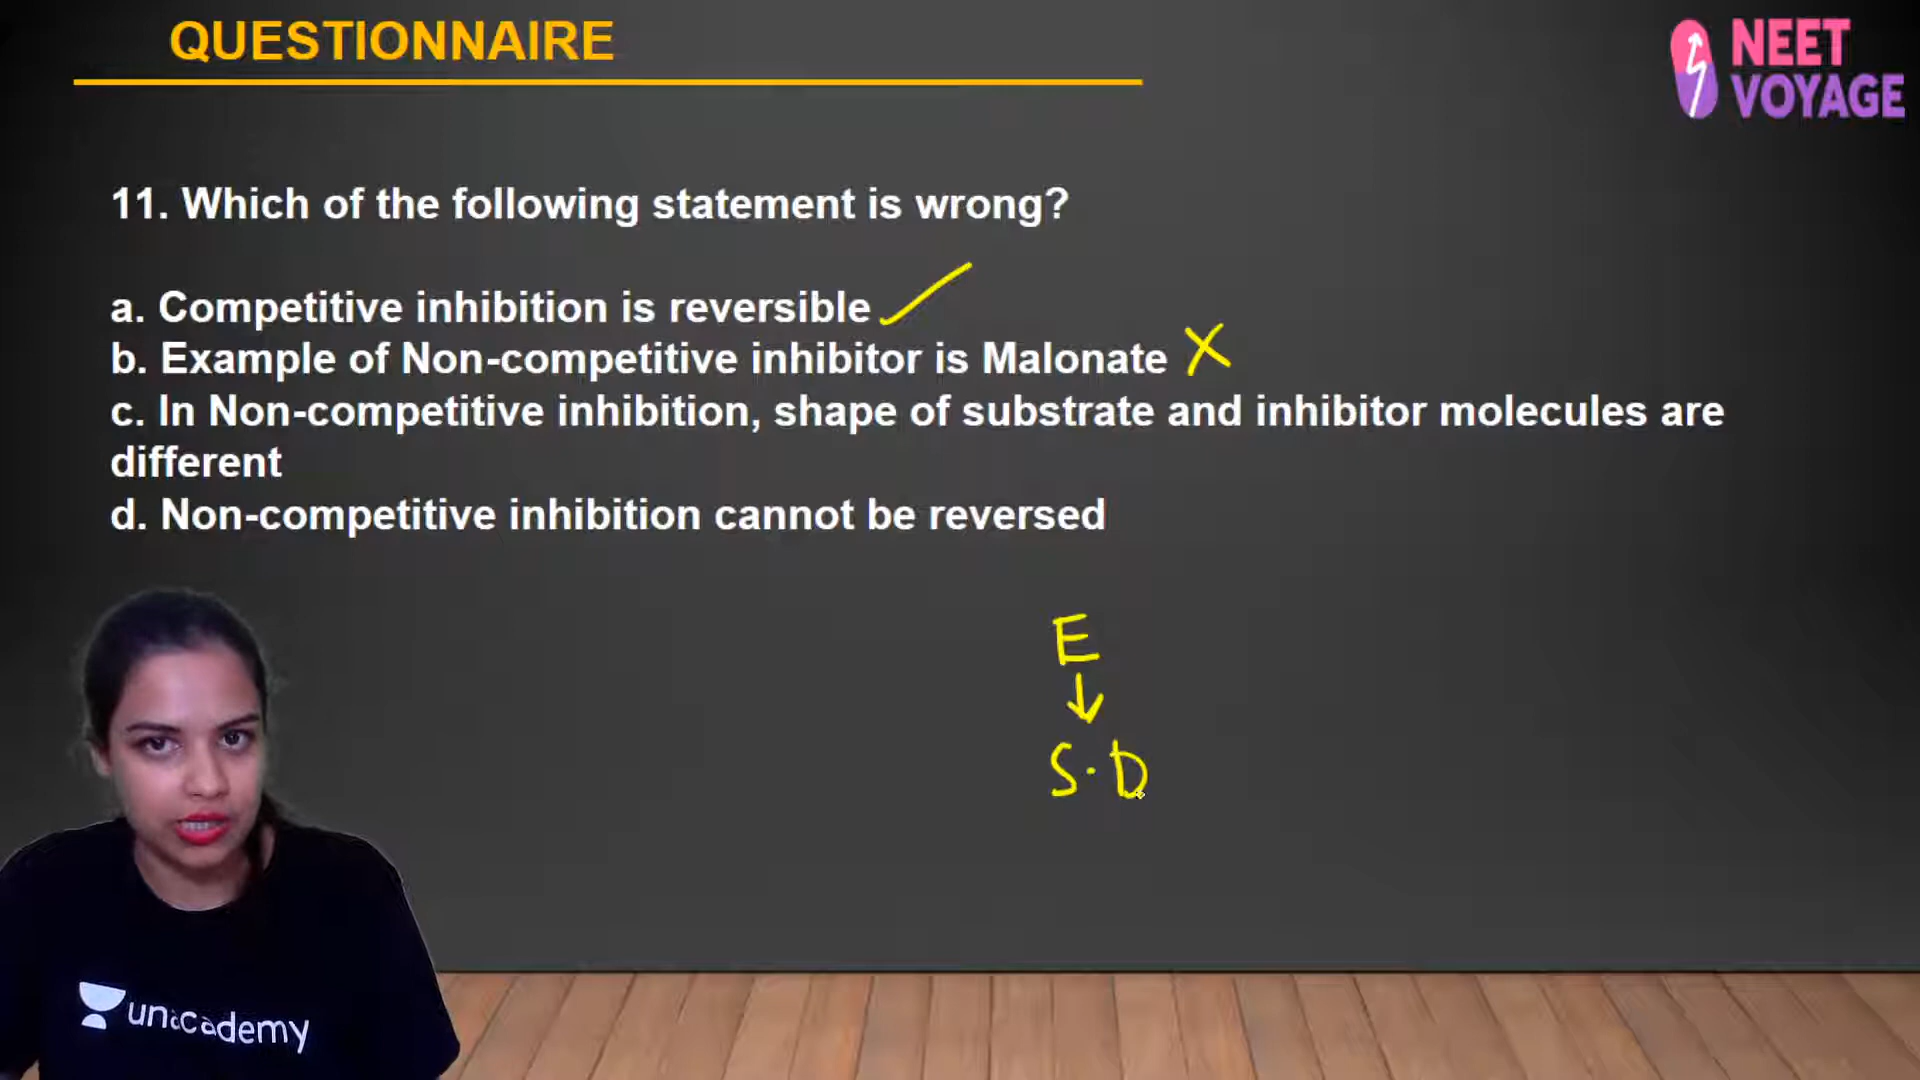 QUESTIONNAIRE
NEET
VOYAGE
11. Which of the following statement is wrong?
a. Competitive inhibition is reversible
b. Example of Non-competitive inhibitor is Malonate
c. In Non-competitive inhibition, shape of substrate and inhibitor molecules are
different
d. Non-competitive inhibition cannot be reversed
E
S.D
unacademy